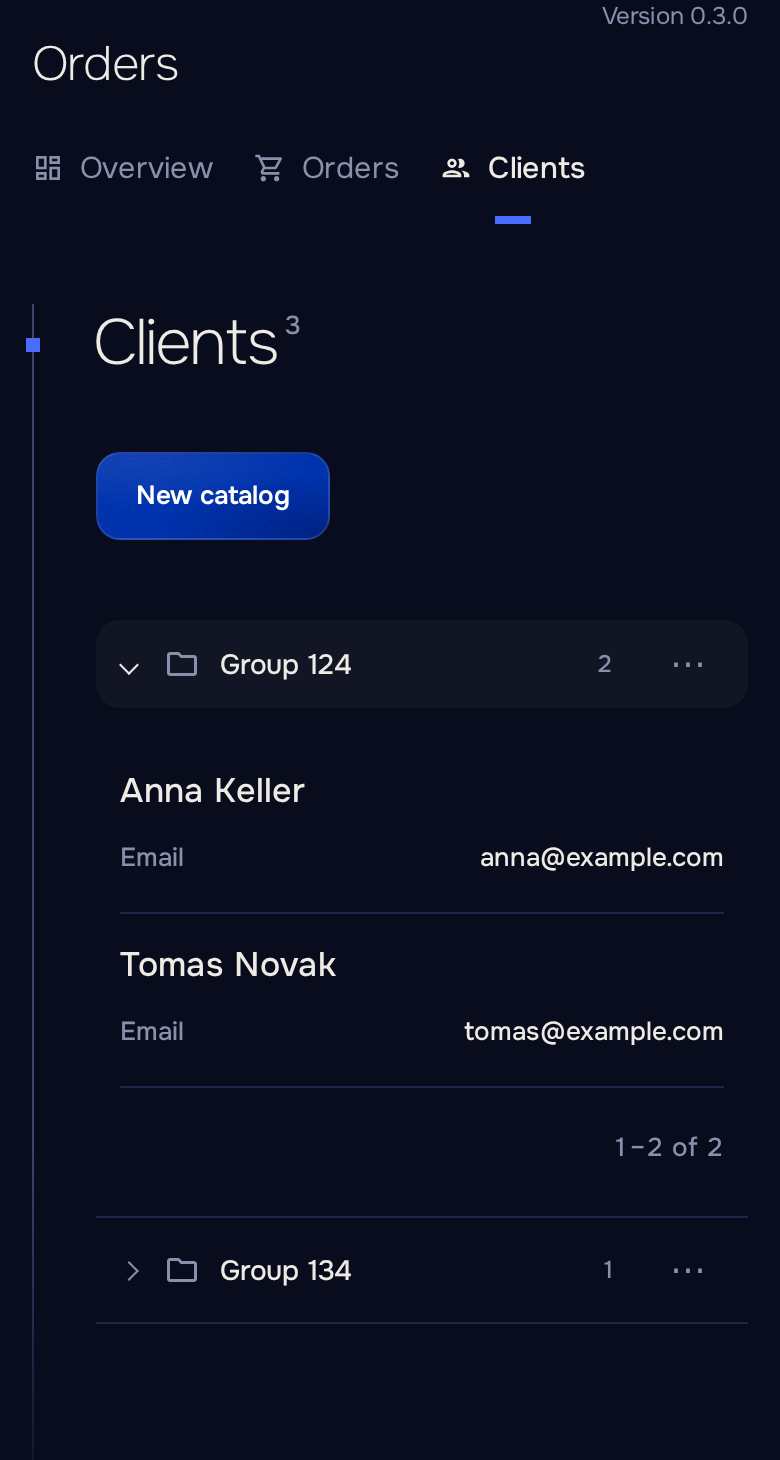 Version 0.3.0
Orders
Overview Orders Clients
Clients 3
New catalog
Group 124 2 ...
Anna Keller
Email anna@example.com
Tomas Novak
Email tomas@example.com
1–2 of 2
Group 134 1 ...